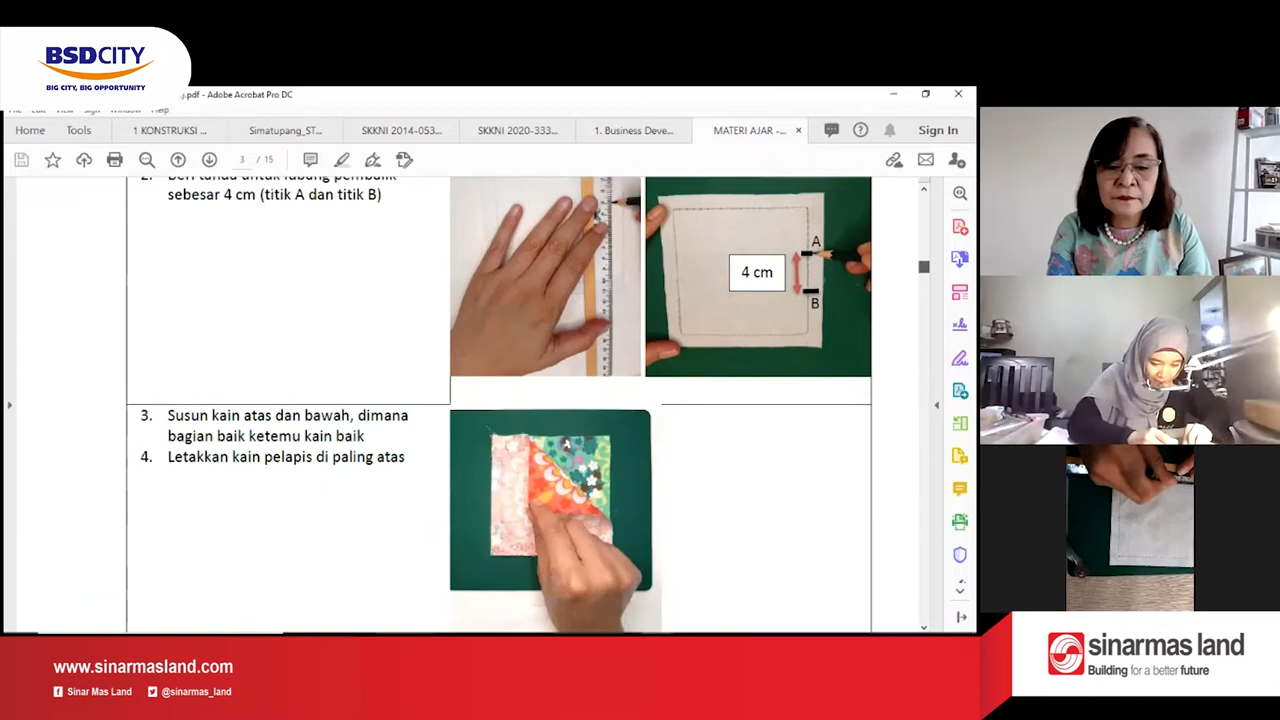 BSDCITY
BIG CITY, BIG OPPORTUNITY
.pdf - Adobe Acrobat Pro DC
Home
Tools
1 KONSTRUKSI ...
Simatupang_ST...
SKKNI 2014-053...
SKKNI 2020-333...
1. Business Deve...
MATERI AJAR -...
Sign In
3 / 15
sebesar 4 cm (titik A dan titik B)
A
4 cm
B
3. Susun kain atas dan bawah, dimana
bagian baik ketemu kain baik
4. Letakkan kain pelapis di paling atas
www.sinarmasland.com
Sinar Mas Land
@sinarmas_land
sinarmas land
Building for a better future